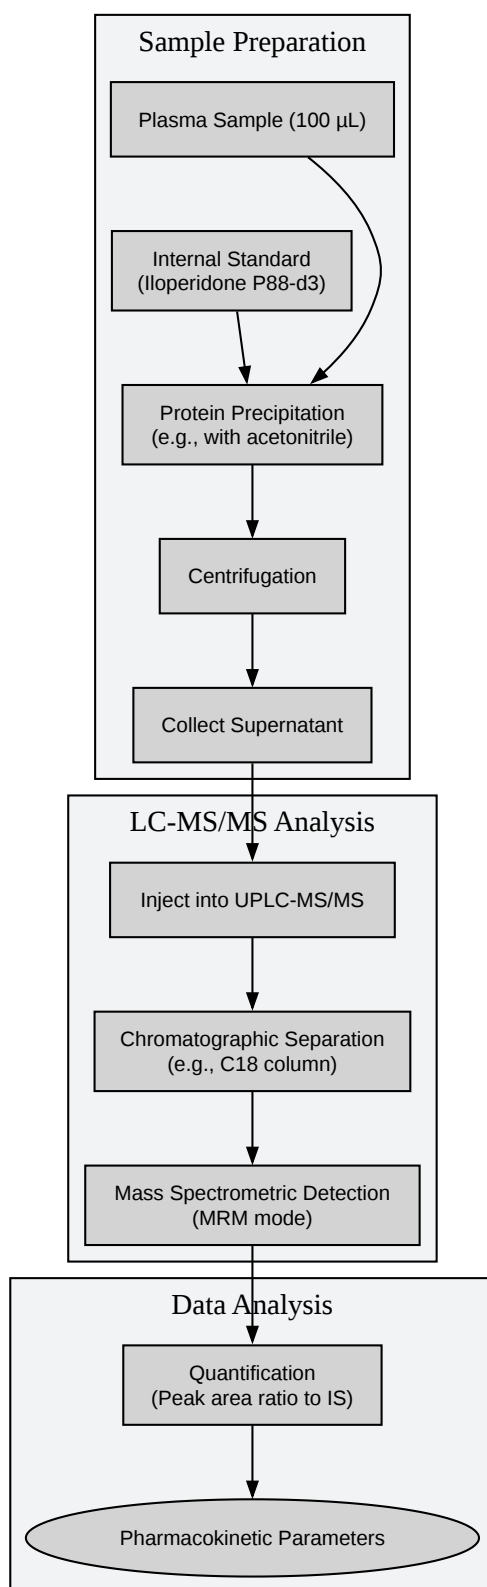 Sample Preparation
Plasma Sample (100 µL)
Internal Standard
(Iloperidone P88-d3)
Protein Precipitation
(e.g., with acetonitrile)
Centrifugation
Collect Supernatant
LC-MS/MS Analysis
Inject into UPLC-MS/MS
Chromatographic Separation
(e.g., C18 column)
Mass Spectrometric Detection
(MRM mode)
Data Analysis
Quantification
(Peak area ratio to IS)
Pharmacokinetic Parameters